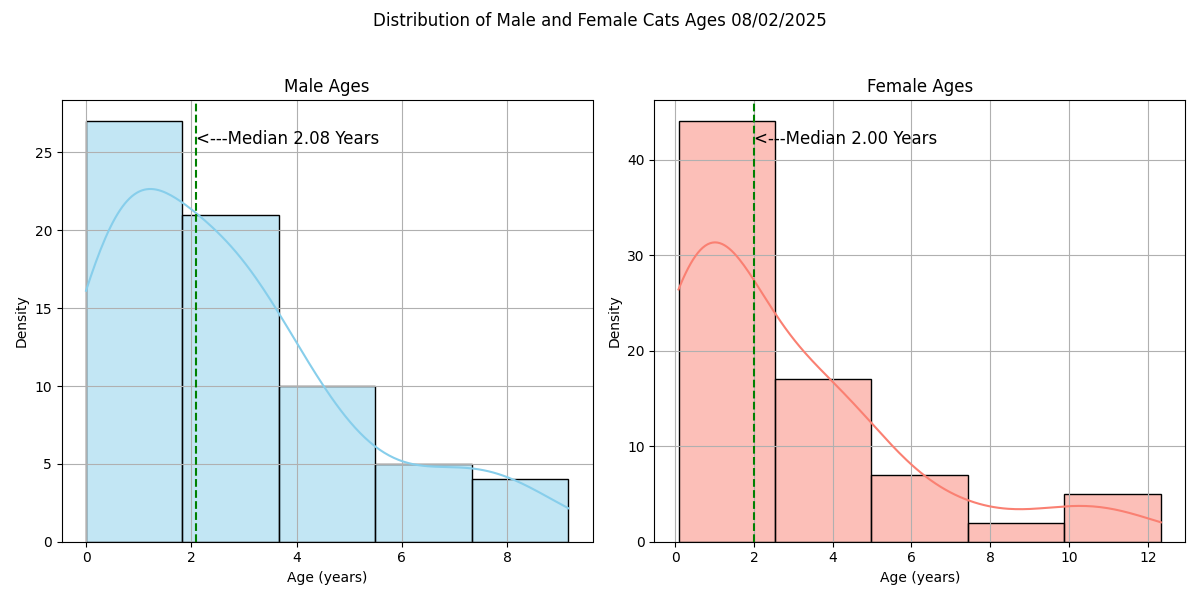 Distribution of Male and Female Cats Ages 08/02/2025
Male Ages
<---Median 2.08 Years
Density
25
20
15
10
5
0
0 2 4 6 8
Age (years)
Female Ages
<---Median 2.00 Years
Density
40
30
20
10
0
0 2 4 6 8 10 12
Age (years)